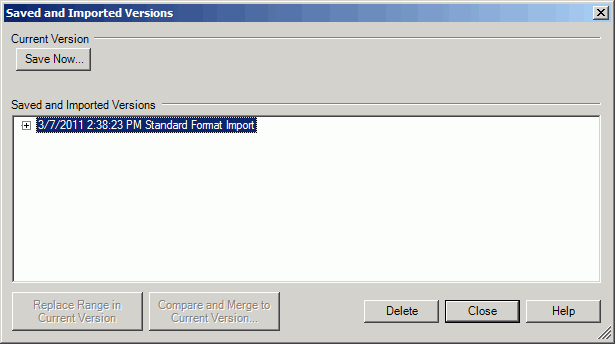 Saved and Imported Versions
Current Version
Save Now...
Saved and Imported Versions
3/7/2011 2:38:23 PM Standard Format Import
Replace Range in
Current Version
Compare and Merge to
Current Version...
Delete
Close
Help